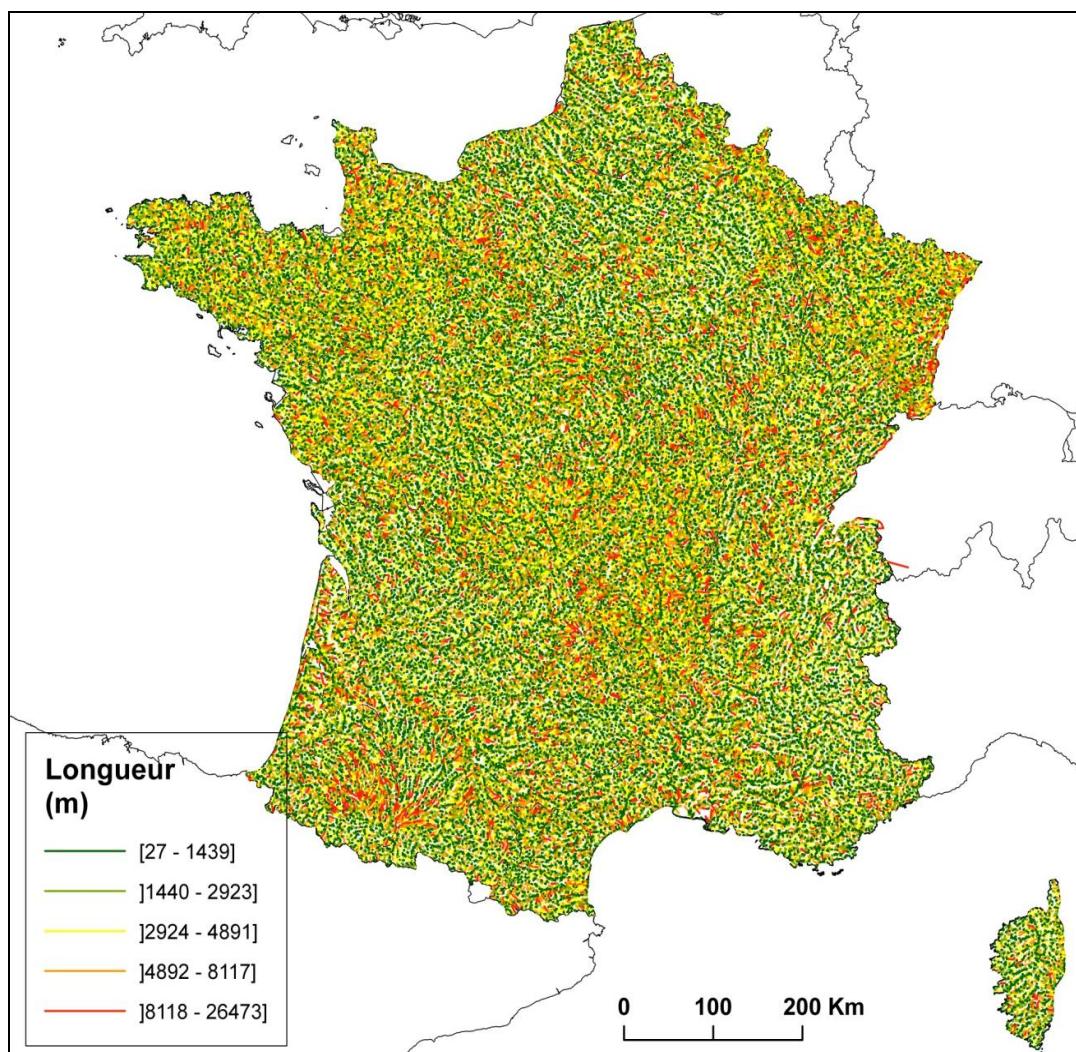 Longueur
(m)
]27 - 1439]
]1440 - 2923]
]2924 - 4891]
]4892 - 8117]
]8118 - 26473]
0 100 200 Km